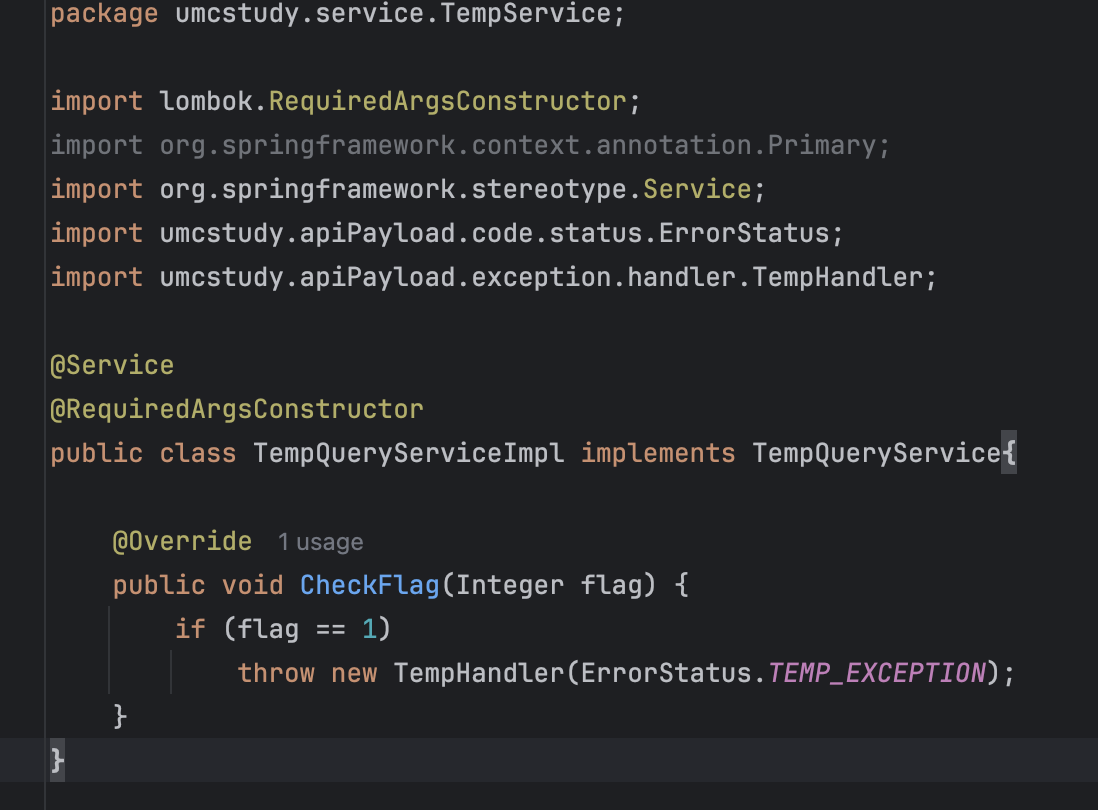 package umcstudy.service.TempService;
import lombok.RequiredArgsConstructor;
import org.springframework.context.annotation.Primary;
import org.springframework.stereotype.Service;
import umcstudy.apiPayload.code.status.ErrorStatus;
import umcstudy.apiPayload.exception.handler.TempHandler;
@Service
@RequiredArgsConstructor
public class TempQueryServiceImpl implements TempQueryService{
@Override 1 usage
public void CheckFlag(Integer flag) {
if (flag == 1)
throw new TempHandler(ErrorStatus.TEMP_EXCEPTION);
}
}